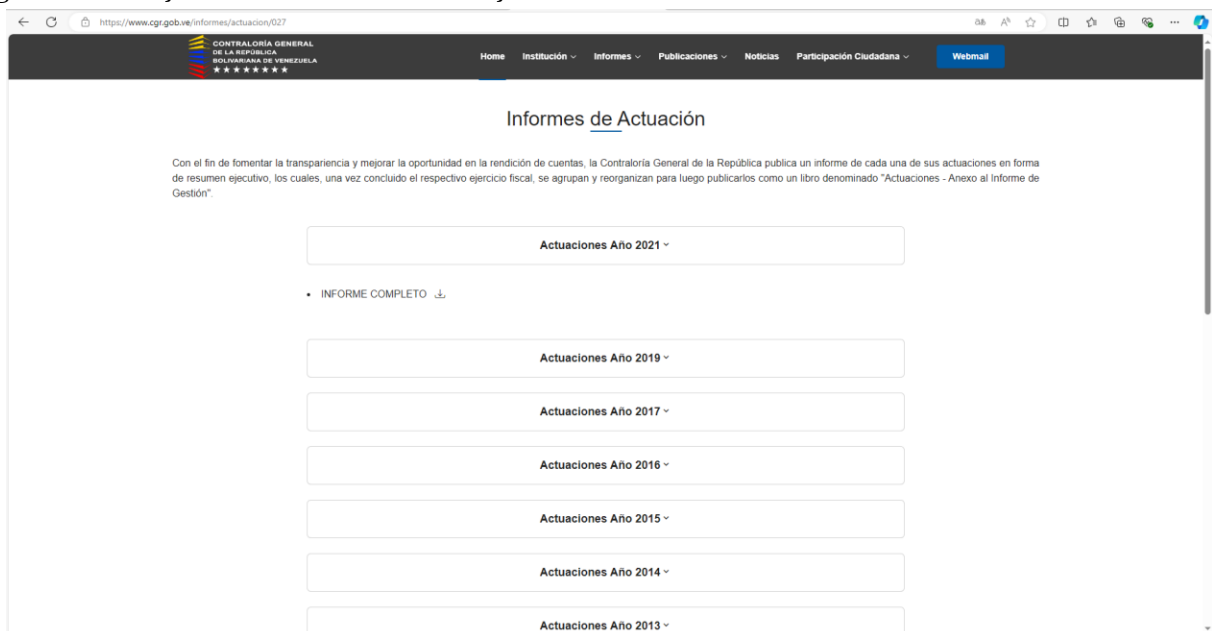 https://www.cgr.gob.ve/informes/actuacion/027
CONTRALORÍA GENERAL
DE LA REPÚBLICA
BOLIVARIANA DE VENEZUELA
Home Institución Informes Publicaciones Noticias Participación Ciudadana Webmail
Informes de Actuación
Con el fin de fomentar la transparencia y mejorar la oportunidad en la rendición de cuentas, la Contraloría General de la República publica un informe de cada una de sus actuaciones en forma
de resumen ejecutivo, los cuales, una vez concluido el respectivo ejercicio fiscal, se agrupan y reorganizan para luego publicarlos como un libro denominado "Actuaciones - Anexo al Informe de
Gestión".
Actuaciones Año 2021
• INFORME COMPLETO
Actuaciones Año 2019
Actuaciones Año 2017
Actuaciones Año 2016
Actuaciones Año 2015
Actuaciones Año 2014
Actuaciones Año 2013